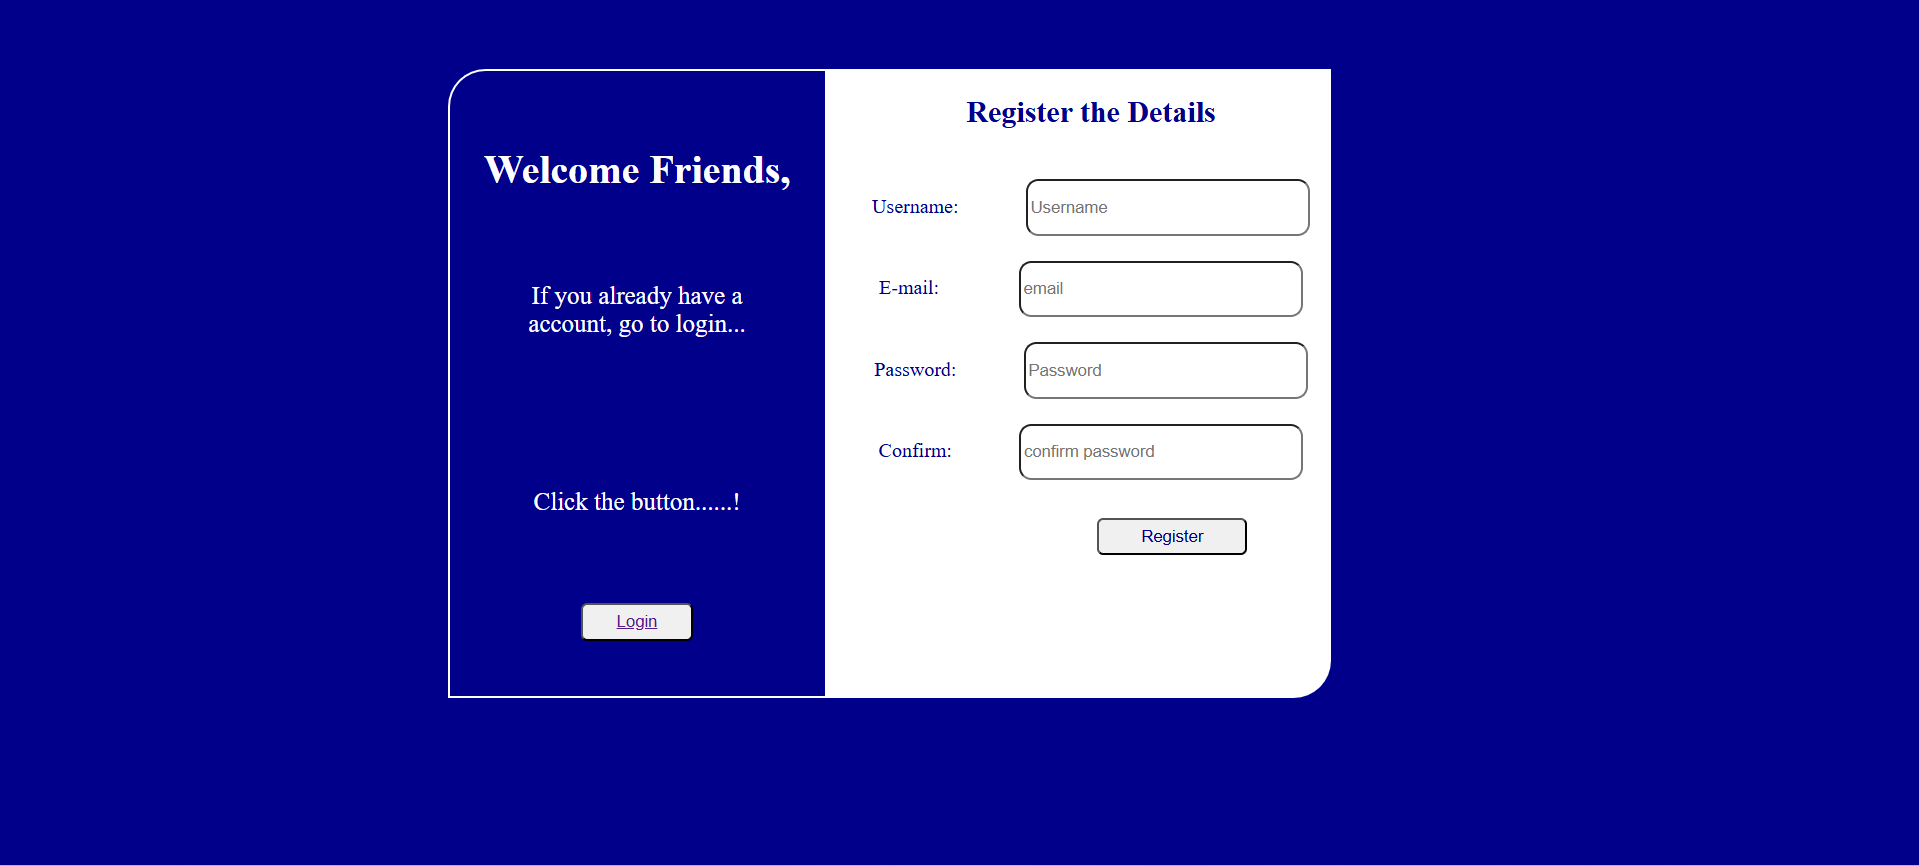 Welcome Friends,
If you already have a
account, go to login...
Click the button......!
Login
Register the Details
Username:
Username
E-mail:
email
Password:
Password
Confirm:
confirm password
Register